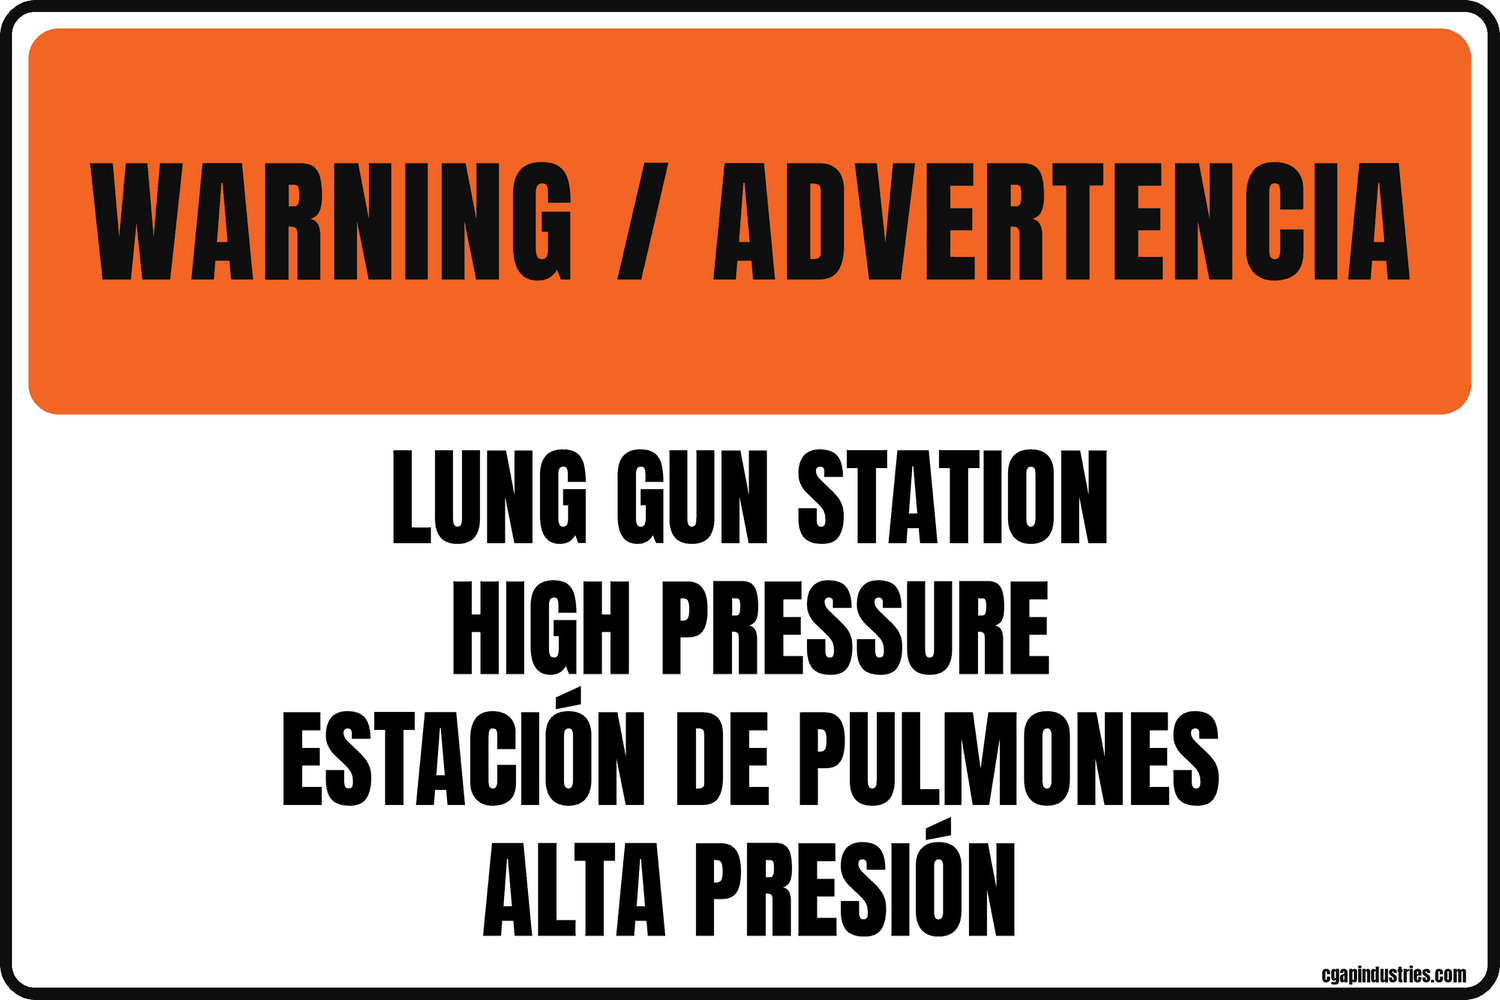 WARNING / ADVERTENCIA
LUNG GUN STATION
HIGH PRESSURE
ESTACIÓN DE PULMONES
ALTA PRESIÓN
cgapindustries.com